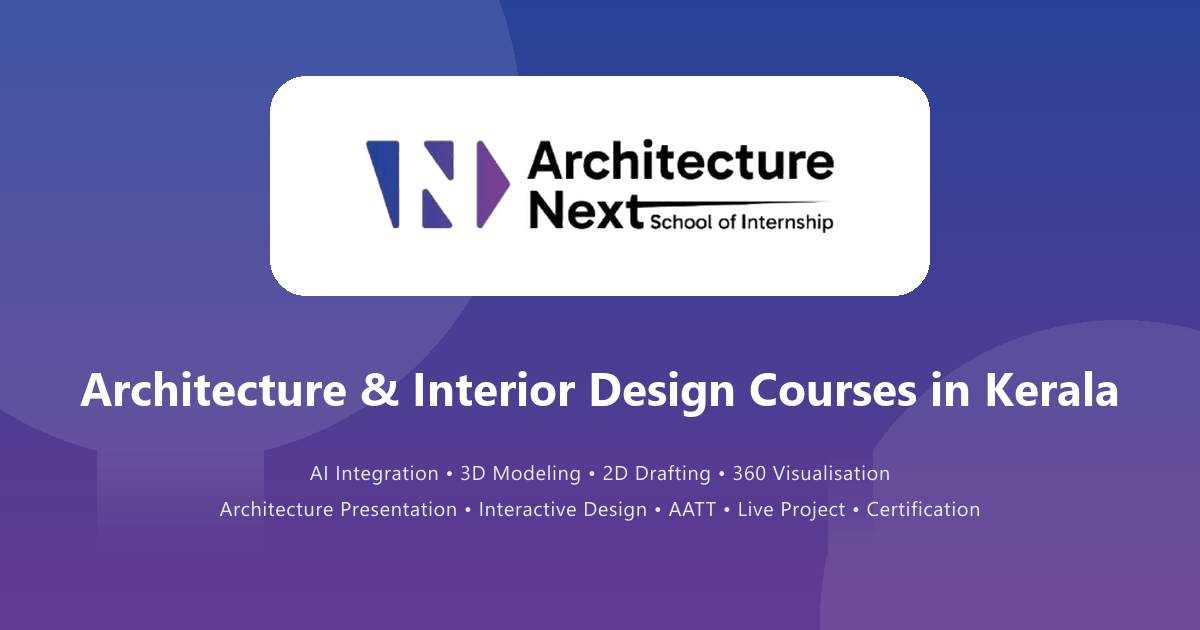 Architecture
Next School of Internship
Architecture & Interior Design Courses in Kerala
AI Integration • 3D Modeling • 2D Drafting • 360 Visualisation
Architecture Presentation • Interactive Design • AATT • Live Project • Certification